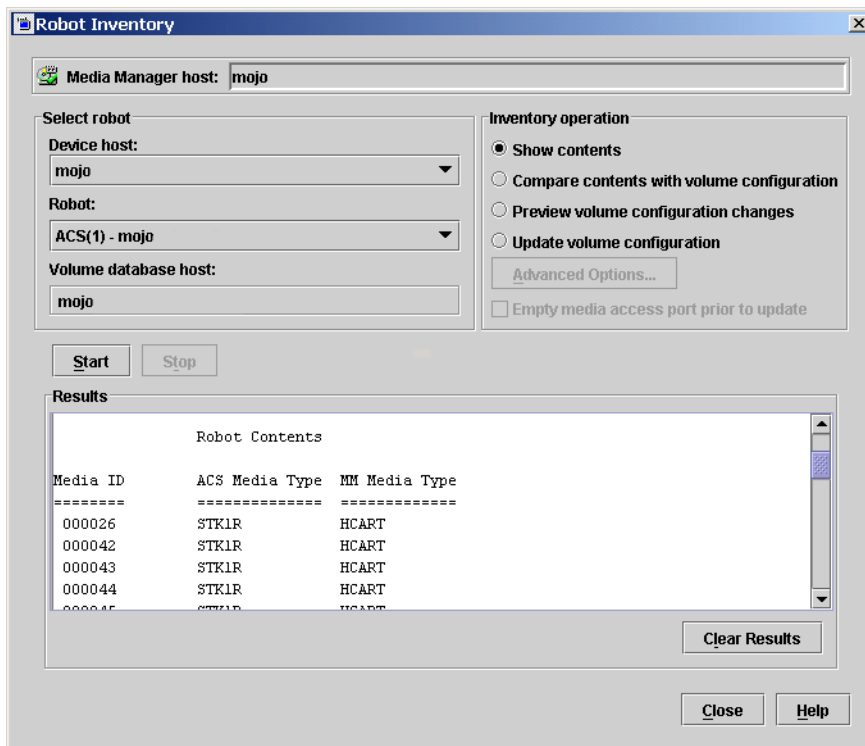 Robot Inventory
Media Manager host: mojo
Select robot
Device host:
mojo
Robot:
ACS(1) - mojo
Volume database host:
mojo
Inventory operation
Show contents
Compare contents with volume configuration
Preview volume configuration changes
Update volume configuration
Advanced Options...
Empty media access port prior to update
Start Stop
Results
Robot Contents
Media ID ACS Media Type MM Media Type
======== ============== =============
000026 STK1R HCART
000042 STK1R HCART
000043 STK1R HCART
000044 STK1R HCART
000045 STK1R HCART
Clear Results
Close Help